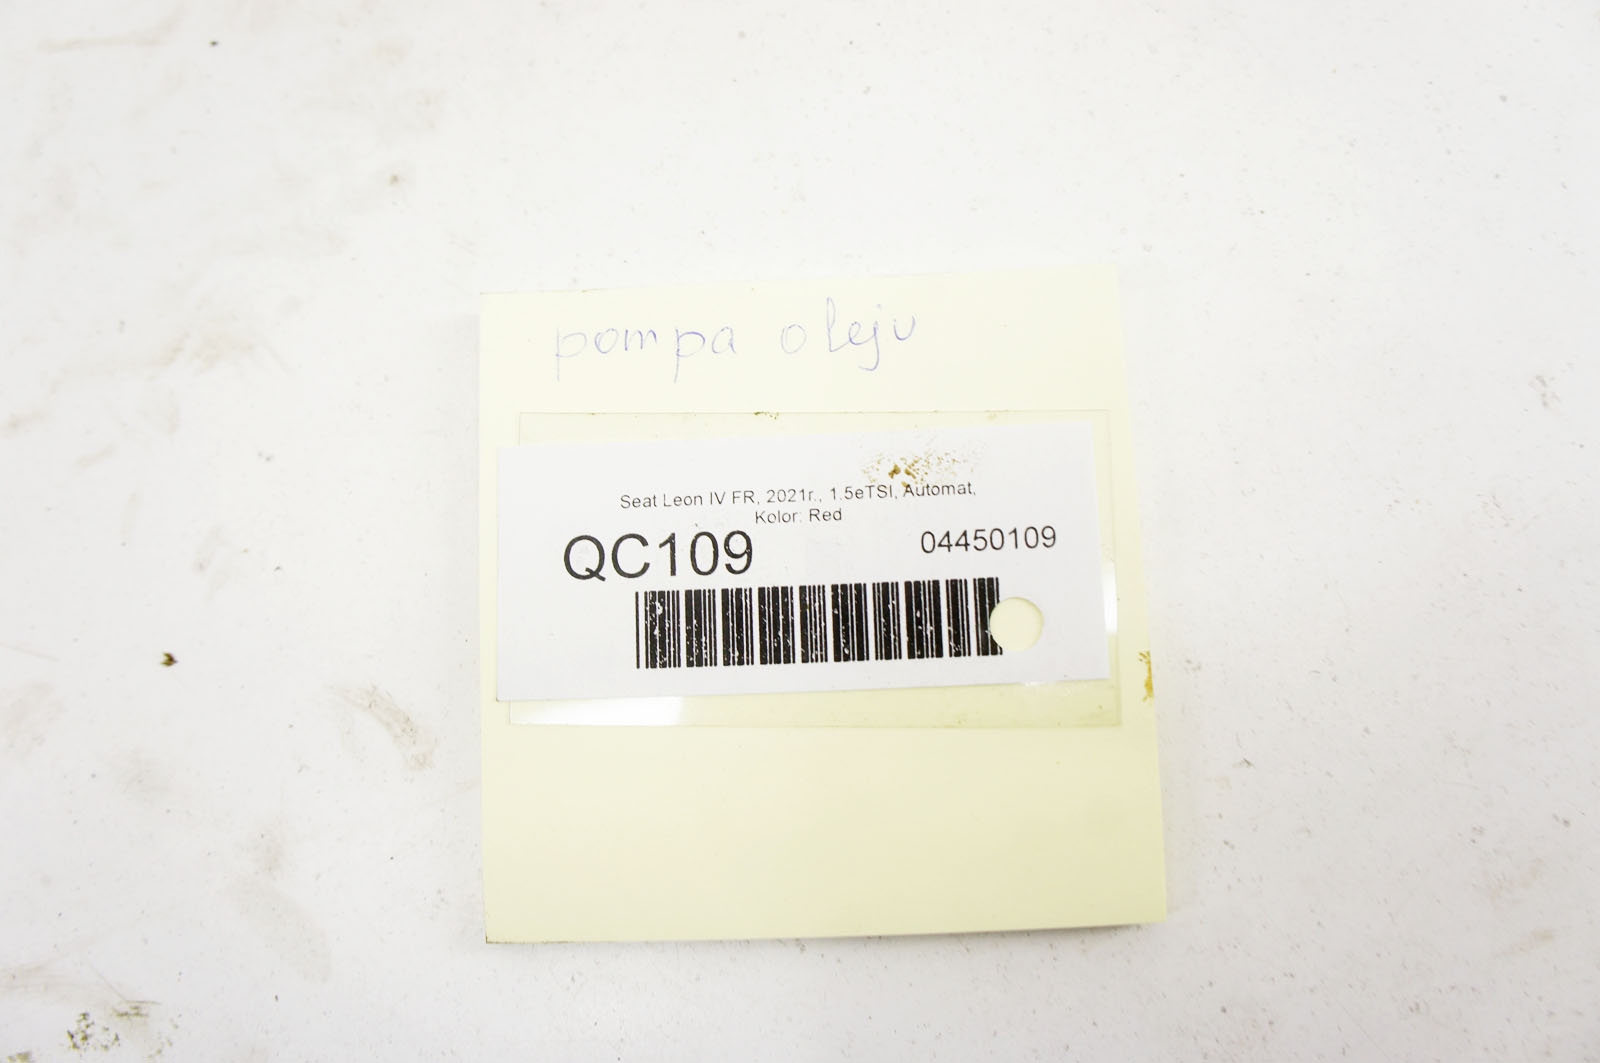 pompa oleju
Seat Leon IV FR, 2021r., 1.5eTSI, Automat,
Kolor: Red
QC109 04450109